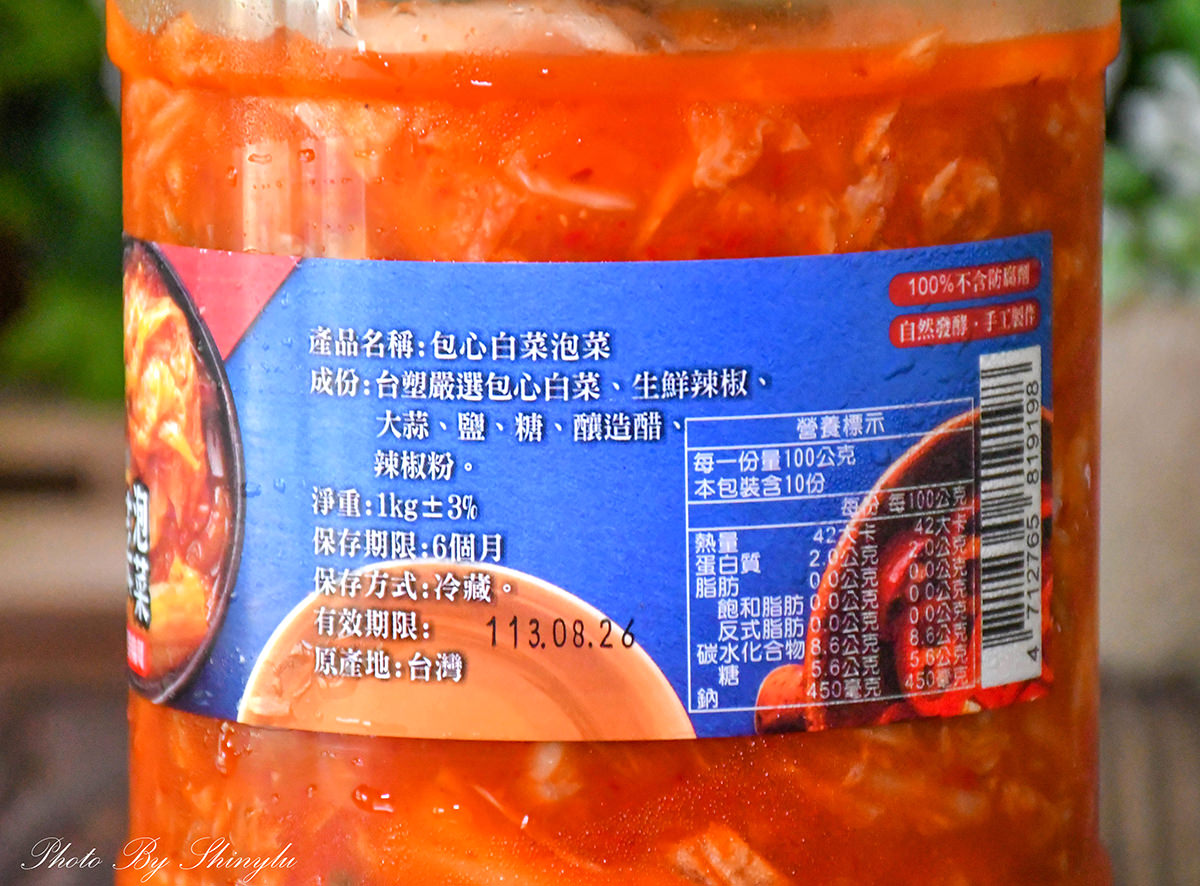 泡菜
100%不含防腐劑
自然發酵・手工製作
產品名稱:包心白菜泡菜
成份:台塑嚴選包心白菜、生鮮辣椒、
大蒜、鹽、糖、釀造醋、
辣椒粉。
淨重:1kg±3%
保存期限:6個月
保存方式:冷藏。
有效期限: 113.08.26
原產地:台灣
營養標示
每一份量100公克
本包裝含10份
每份 每100公克
熱量 42大卡 42大卡
蛋白質 2.0公克 2.0公克
脂肪 0.0公克 0.0公克
飽和脂肪 0.0公克 0.0公克
反式脂肪 0.0公克 0.0公克
碳水化合物 8.6公克 8.6公克
糖 5.6公克 5.6公克
鈉 450毫克 450毫克
4 712765 819198
Photo By Shinylu